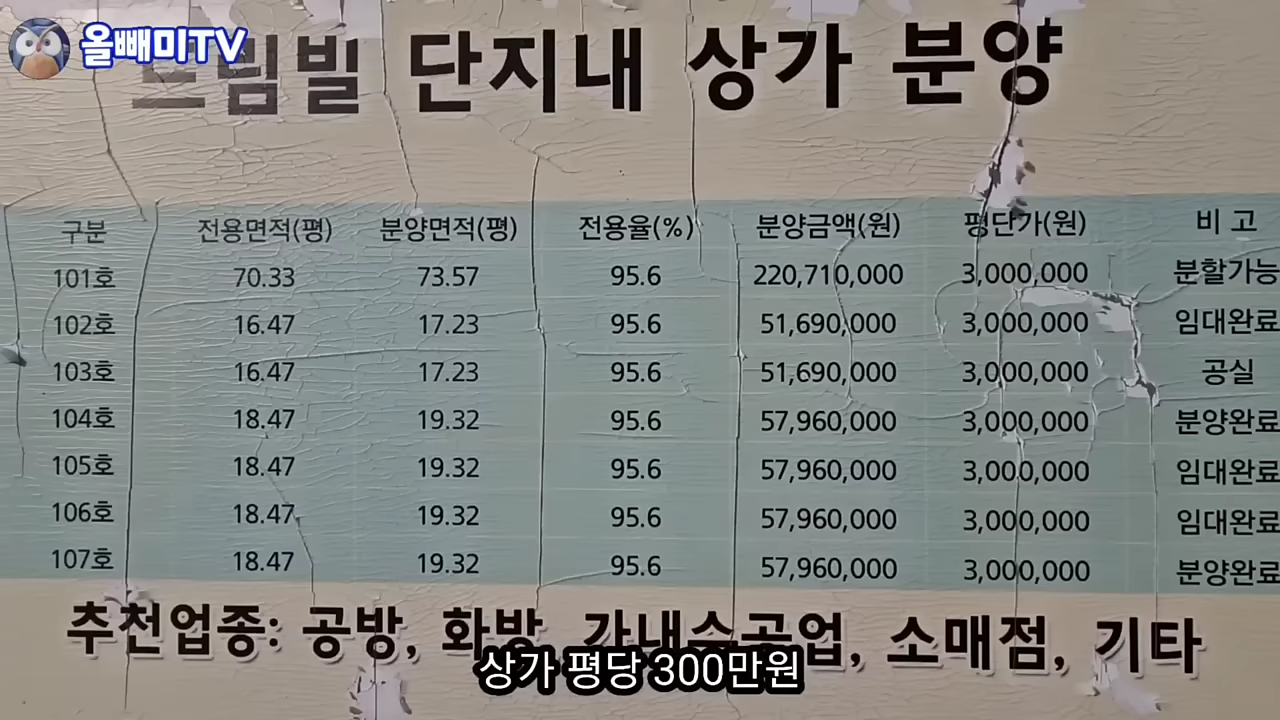 올빼미TV
드림빌 단지내 상가 분양
구분 전용면적(평) 분양면적(평) 전용율(%) 분양금액(원) 평단가(원) 비 고
101호 70.33 73.57 95.6 220,710,000 3,000,000 분할가능
102호 16.47 17.23 95.6 51,690,000 3,000,000 임대완료
103호 16.47 17.23 95.6 51,690,000 3,000,000 공실
104호 18.47 19.32 95.6 57,960,000 3,000,000 분양완료
105호 18.47 19.32 95.6 57,960,000 3,000,000 임대완료
106호 18.47 19.32 95.6 57,960,000 3,000,000 임대완료
107호 18.47 19.32 95.6 57,960,000 3,000,000 분양완료
추천업종: 공방, 화방, 가내수공업, 소매점, 기타
상가 평당 300만원